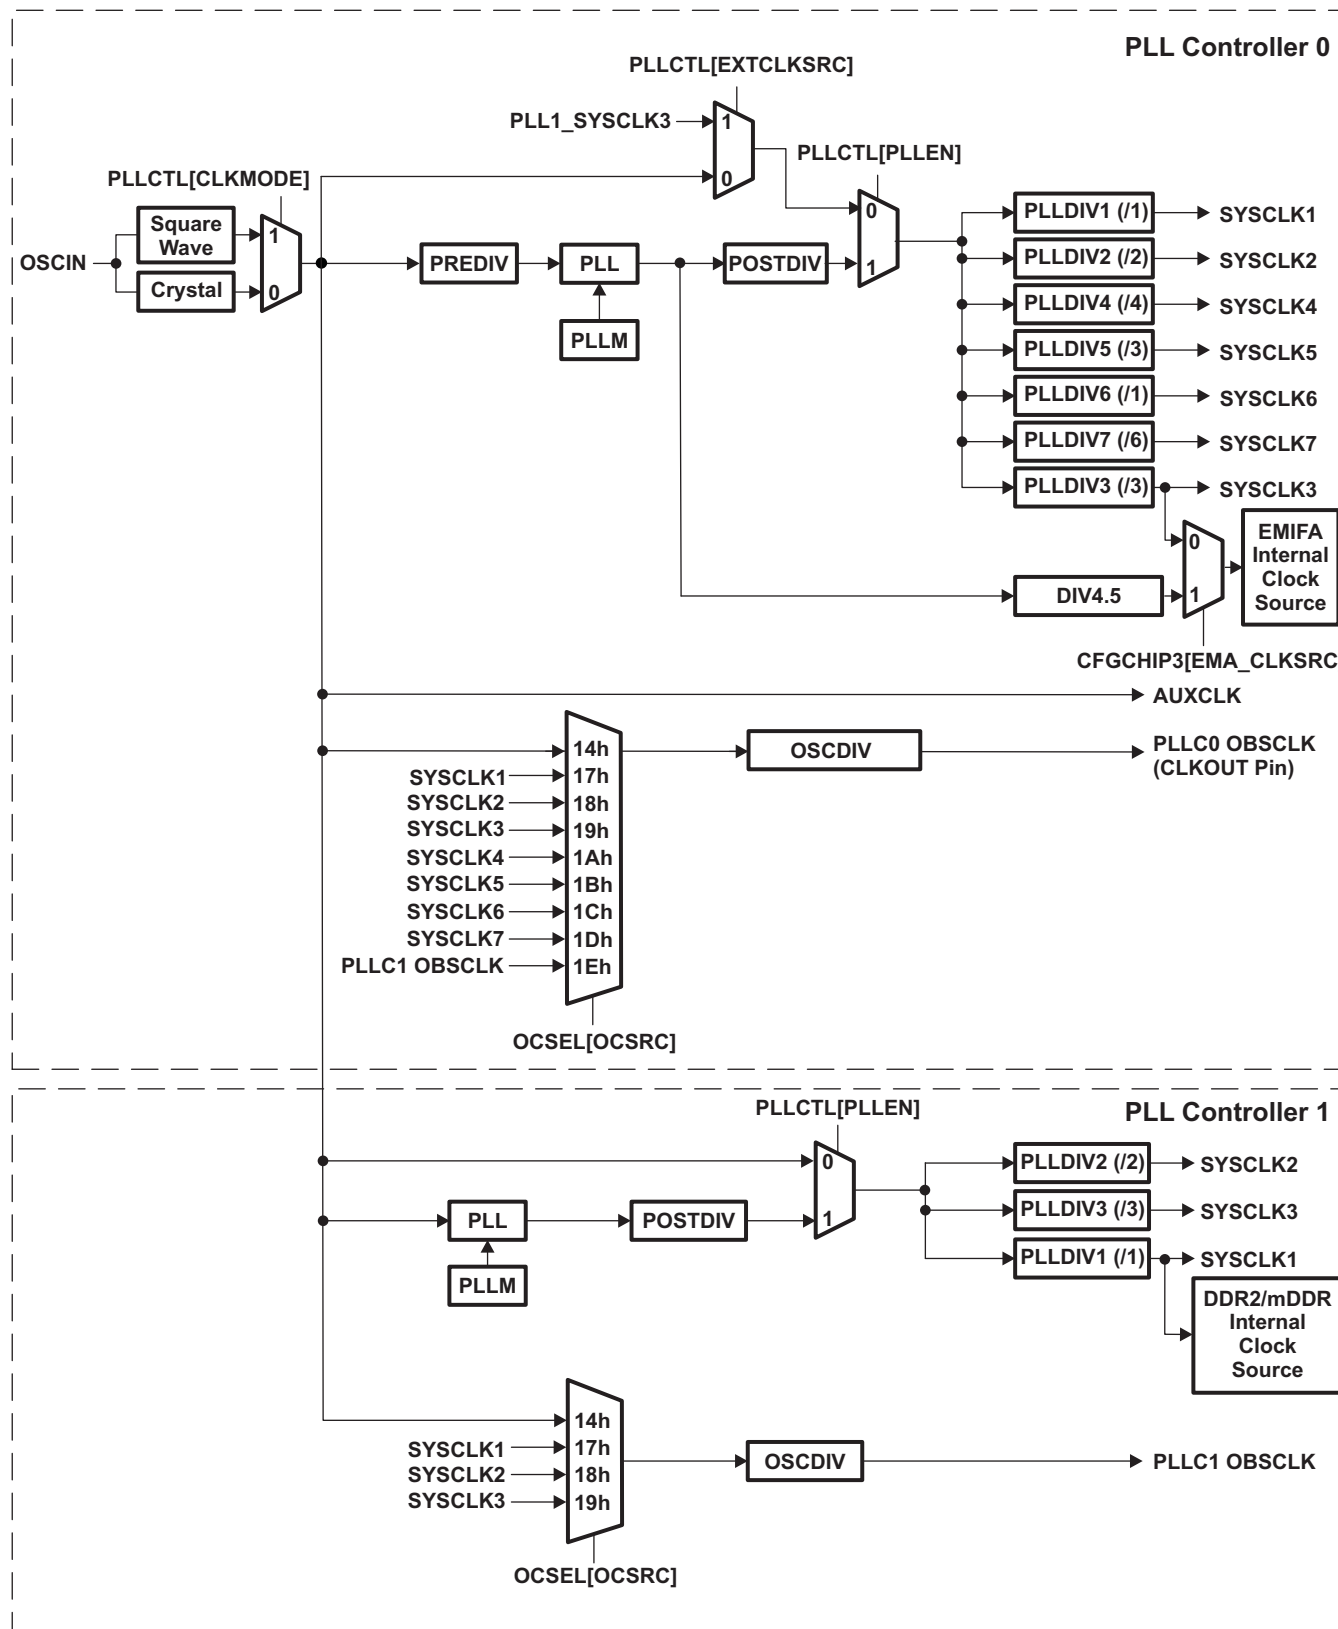 PLL Controller 0
PLLCTL[EXTCLKSRC]
PLL1_SYSCLK3
1
0
PLLCTL[PLLEN]
0
1
PLLCTL[CLKMODE]
OSCIN
Square
Wave
Crystal
1
0
PREDIV
PLL
POSTDIV
PLLM
PLLDIV1 (/1)
SYSCLK1
PLLDIV2 (/2)
SYSCLK2
PLLDIV4 (/4)
SYSCLK4
PLLDIV5 (/3)
SYSCLK5
PLLDIV6 (/1)
SYSCLK6
PLLDIV7 (/6)
SYSCLK7
PLLDIV3 (/3)
SYSCLK3
0
1
EMIFA
Internal
Clock
Source
DIV4.5
CFGCHIP3[EMA_CLKSRC
AUXCLK
14h
OSCDIV
PLLC0 OBSCLK
(CLKOUT Pin)
SYSCLK1 17h
SYSCLK2 18h
SYSCLK3 19h
SYSCLK4 1Ah
SYSCLK5 1Bh
SYSCLK6 1Ch
SYSCLK7 1Dh
PLLC1 OBSCLK 1Eh
OCSEL[OCSRC]
PLL Controller 1
PLLCTL[PLLEN]
0
1
PLL
POSTDIV
PLLM
PLLDIV2 (/2)
SYSCLK2
PLLDIV3 (/3)
SYSCLK3
PLLDIV1 (/1)
SYSCLK1
DDR2/mDDR
Internal
Clock
Source
14h
SYSCLK1 17h
SYSCLK2 18h
SYSCLK3 19h
OSCDIV
PLLC1 OBSCLK
OCSEL[OCSRC]